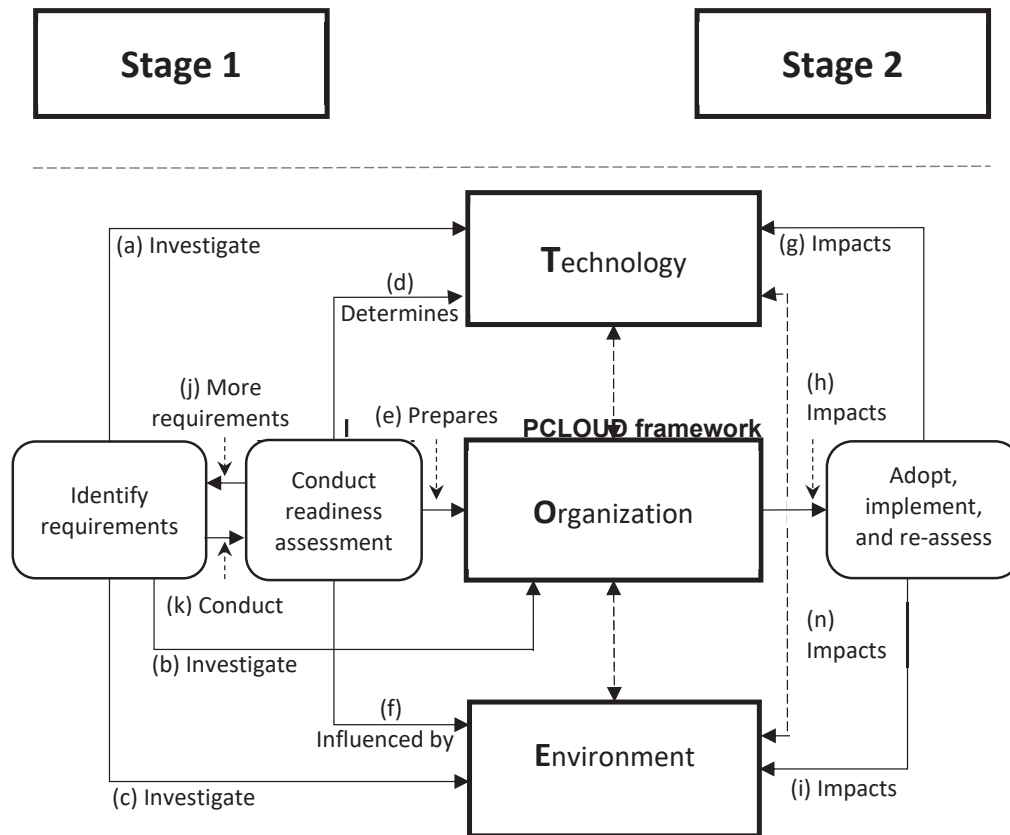 Stage 1
Stage 2
(a) Investigate
Technology
(g) Impacts
(d)
Determines
(j) More
requirements
(e) Prepares
(h)
Impacts
PCLOUD framework
Identify
requirements
Conduct
readiness
assessment
Organization
Adopt,
implement,
and re-assess
(k) Conduct
(b) Investigate
(n)
Impacts
(f)
Influenced by
Environment
(c) Investigate
(i) Impacts